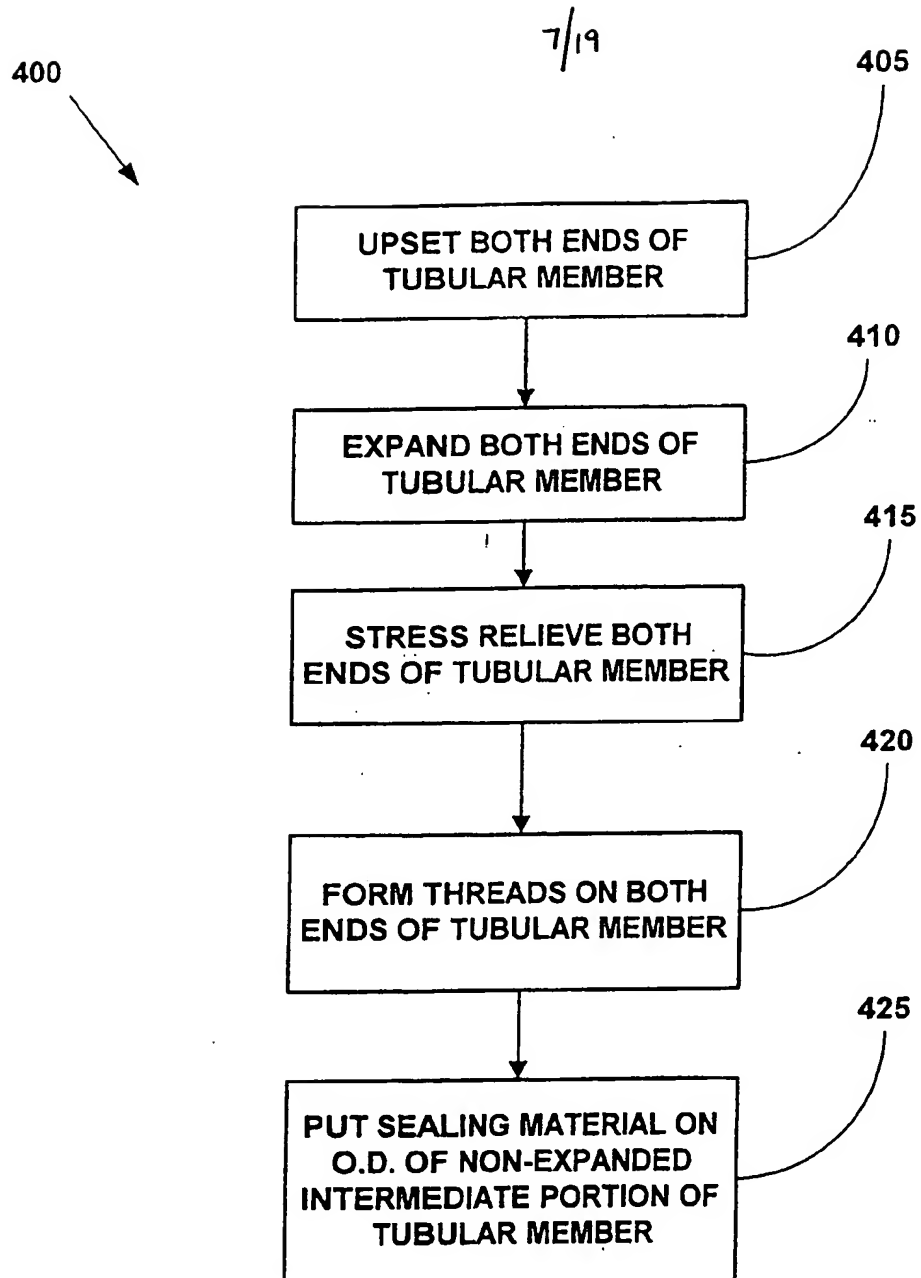 7/19
400
405
UPSET BOTH ENDS OF
TUBULAR MEMBER
410
EXPAND BOTH ENDS OF
TUBULAR MEMBER
415
STRESS RELIEVE BOTH
ENDS OF TUBULAR MEMBER
420
FORM THREADS ON BOTH
ENDS OF TUBULAR MEMBER
425
PUT SEALING MATERIAL ON
O.D. OF NON-EXPANDED
INTERMEDIATE PORTION OF
TUBULAR MEMBER